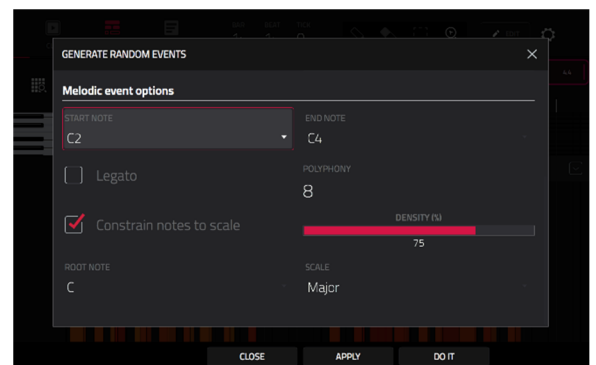 EDIT
GENERATE RANDOM EVENTS
Melodic event options
START NOTE
END NOTE
C2
C4
Legato
POLYPHONY
8
Constrain notes to scale
DENSITY (%)
75
ROOT NOTE
SCALE
C
Major
CLOSE
APPLY
DO IT